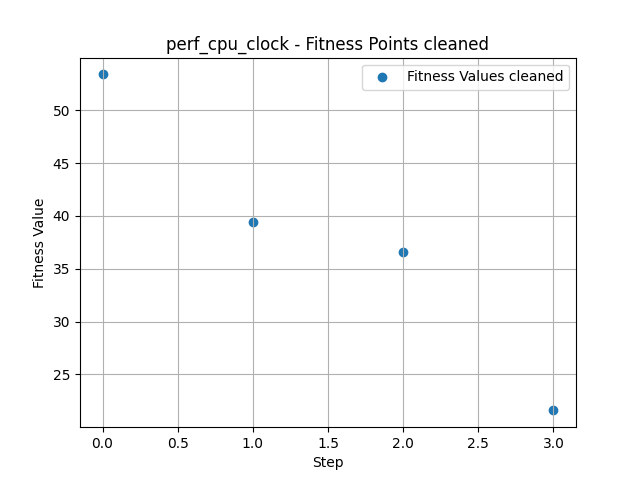 perf_cpu_clock - Fitness Points cleaned
Fitness Values cleaned
Fitness Value
50
45
40
35
30
25
0.0 0.5 1.0 1.5 2.0 2.5 3.0
Step